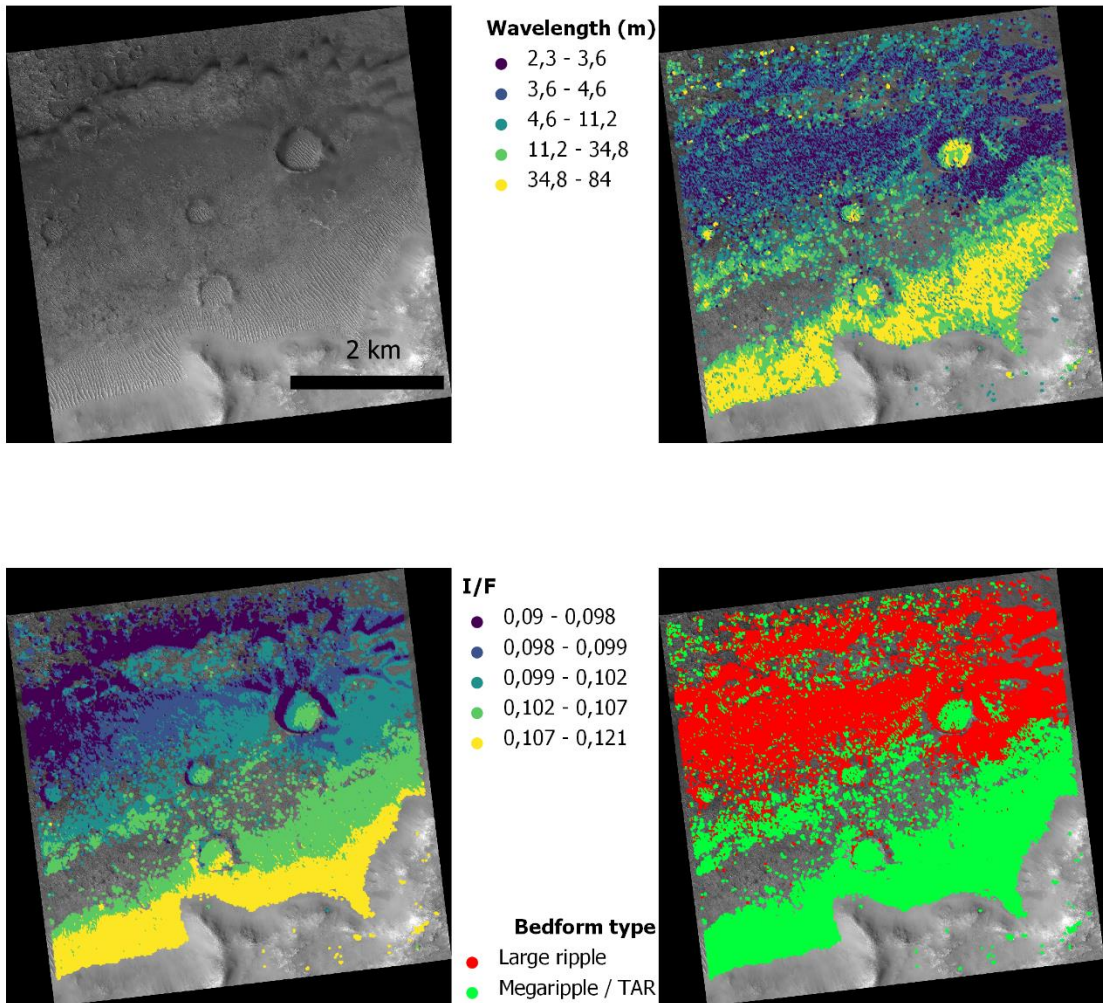 Wavelength (m)
2,3 - 3,6
3,6 - 4,6
4,6 - 11,2
11,2 - 34,8
34,8 - 84
2 km
I/F
0,09 - 0,098
0,098 - 0,099
0,099 - 0,102
0,102 - 0,107
0,107 - 0,121
Bedform type
Large ripple
Megaripple / TAR